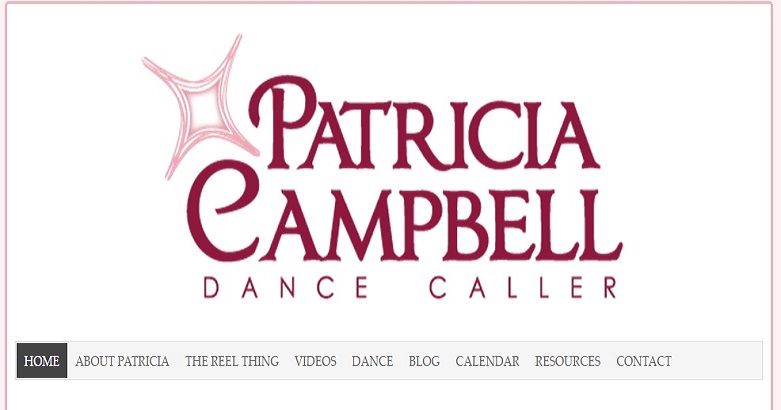 PATRICIA
CAMPBELL
DANCE CALLER
HOME ABOUT PATRICIA THE REEL THING VIDEOS DANCE BLOG CALENDAR RESOURCES CONTACT